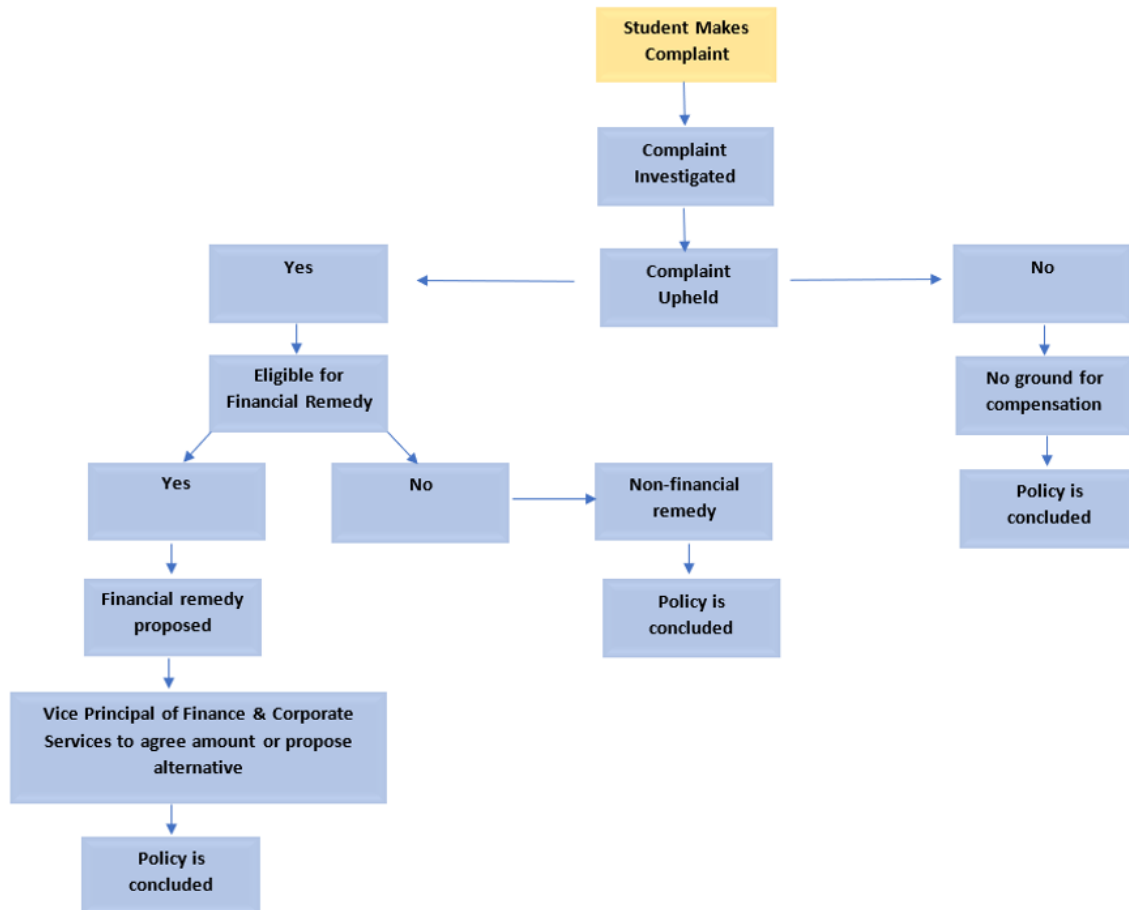 Student Makes
Complaint
Complaint
Investigated
Yes
Complaint
Upheld
No
Eligible for
Financial Remedy
No ground for
compensation
Yes
No
Non-financial
remedy
Policy is
concluded
Financial remedy
proposed
Policy is
concluded
Vice Principal of Finance & Corporate
Services to agree amount or propose
alternative
Policy is
concluded